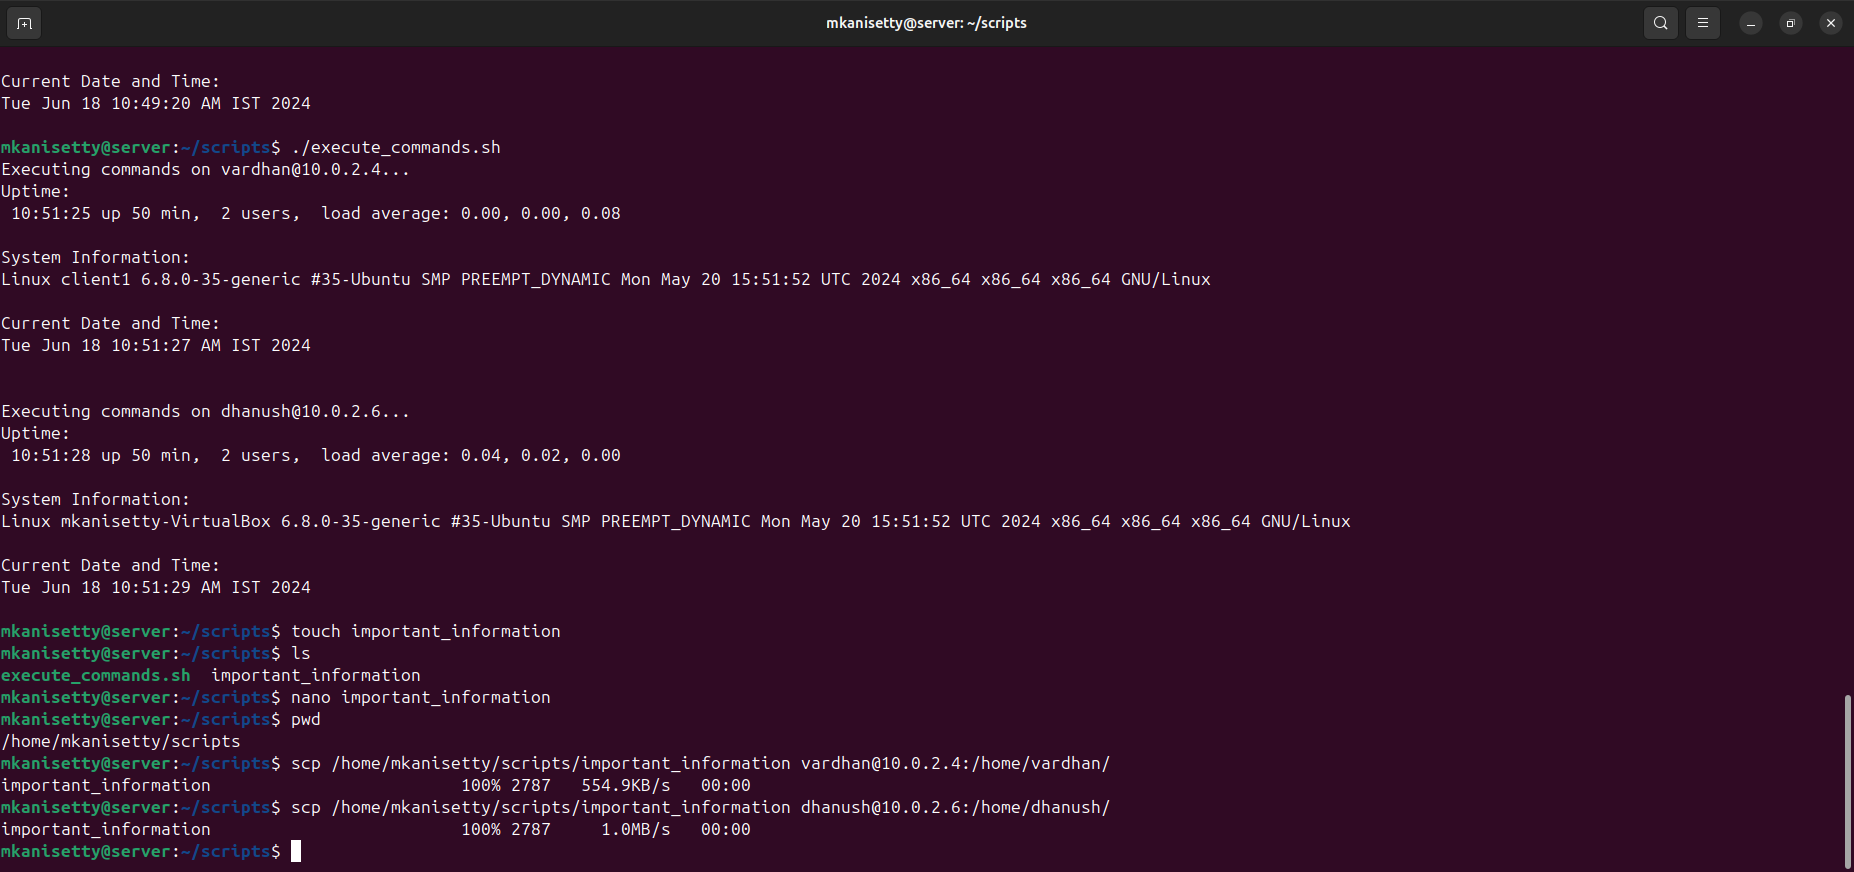 mkanisetty@server: ~/scripts
Current Date and Time:
Tue Jun 18 10:49:20 AM IST 2024
mkanisetty@server:~/scripts$ ./execute_commands.sh
Executing commands on vardhan@10.0.2.4...
Uptime:
 10:51:25 up 50 min,  2 users,  load average: 0.00, 0.00, 0.08
System Information:
Linux client1 6.8.0-35-generic #35-Ubuntu SMP PREEMPT_DYNAMIC Mon May 20 15:51:52 UTC 2024 x86_64 x86_64 x86_64 GNU/Linux
Current Date and Time:
Tue Jun 18 10:51:27 AM IST 2024
Executing commands on dhanush@10.0.2.6...
Uptime:
 10:51:28 up 50 min,  2 users,  load average: 0.04, 0.02, 0.00
System Information:
Linux mkanisetty-VirtualBox 6.8.0-35-generic #35-Ubuntu SMP PREEMPT_DYNAMIC Mon May 20 15:51:52 UTC 2024 x86_64 x86_64 x86_64 GNU/Linux
Current Date and Time:
Tue Jun 18 10:51:29 AM IST 2024
mkanisetty@server:~/scripts$ touch important_information
mkanisetty@server:~/scripts$ ls
execute_commands.sh  important_information
mkanisetty@server:~/scripts$ nano important_information
mkanisetty@server:~/scripts$ pwd
/home/mkanisetty/scripts
mkanisetty@server:~/scripts$ scp /home/mkanisetty/scripts/important_information vardhan@10.0.2.4:/home/vardhan/
important_information                         100% 2787   554.9KB/s   00:00
mkanisetty@server:~/scripts$ scp /home/mkanisetty/scripts/important_information dhanush@10.0.2.6:/home/dhanush/
important_information                         100% 2787     1.0MB/s   00:00
mkanisetty@server:~/scripts$